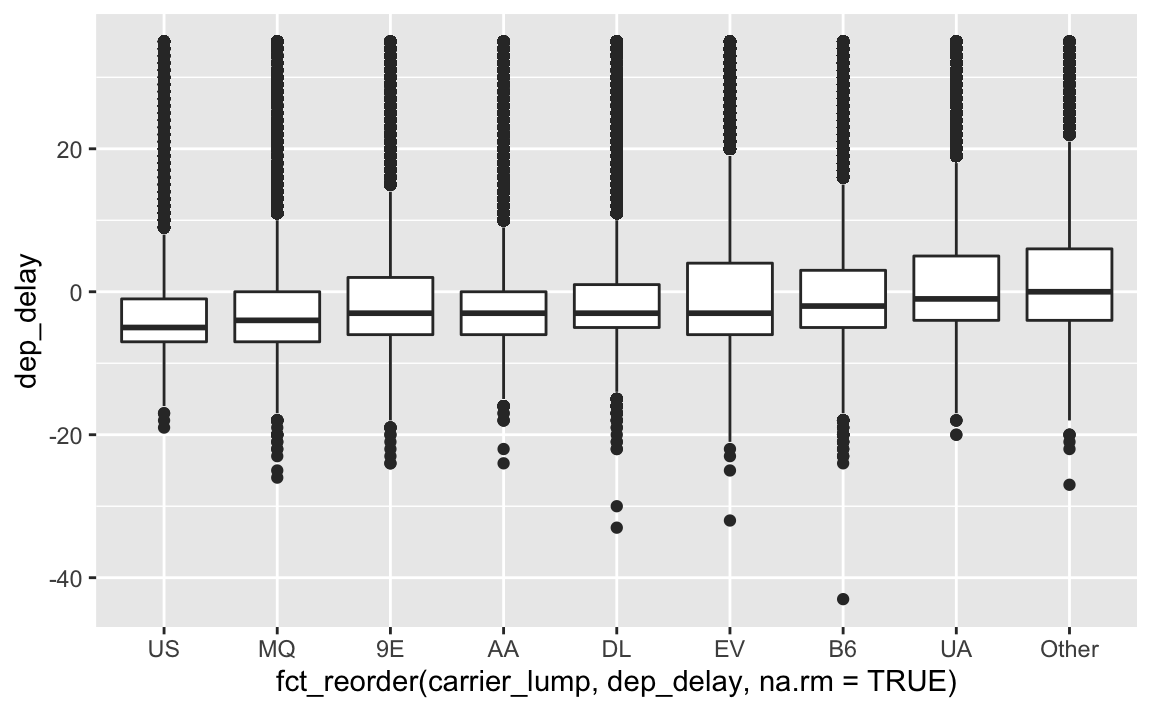 dep_delay
20
0
-20
-40
US MQ 9E AA DL EV B6 UA Other
fct_reorder(carrier_lump, dep_delay, na.rm = TRUE)